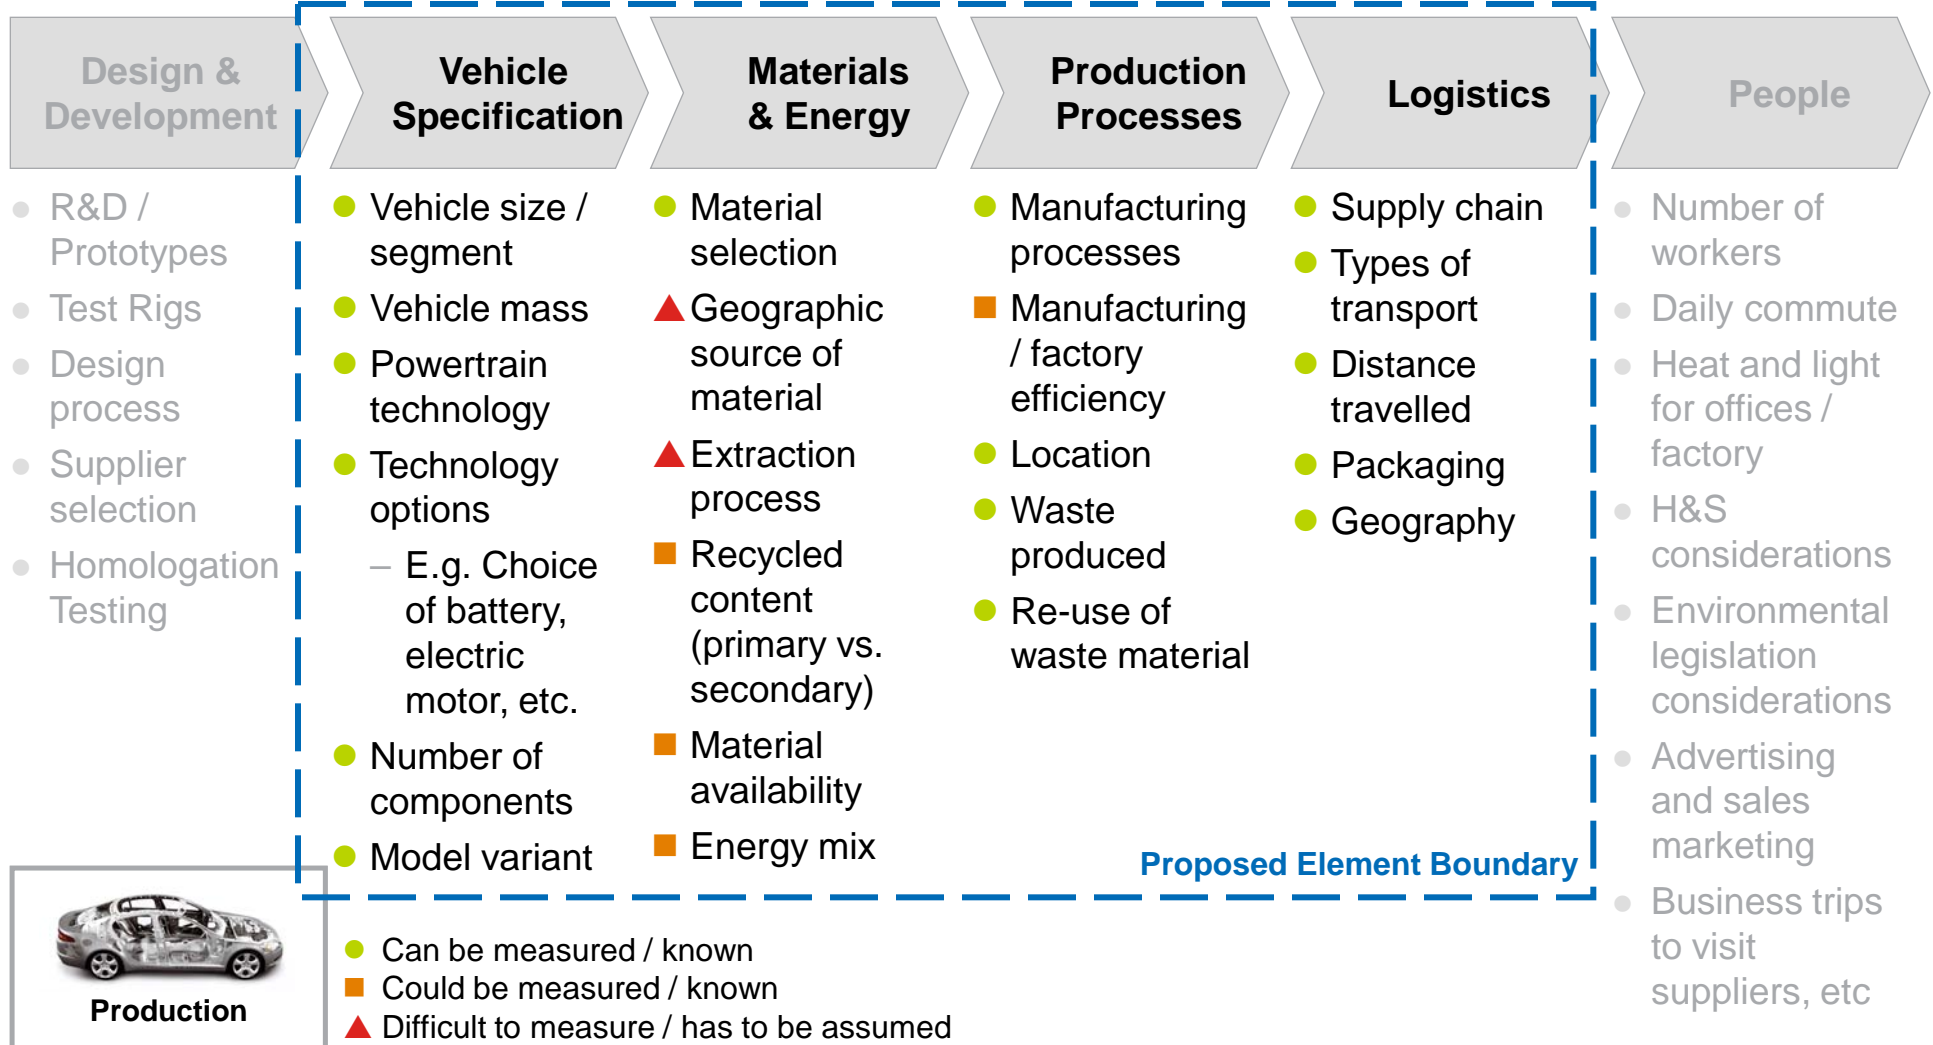 Design &
Development
Vehicle
Specification
Materials
& Energy
Production
Processes
Logistics
People
R&D /
Prototypes
Test Rigs
Design
process
Supplier
selection
Homologation
Testing
Vehicle size /
segment
Vehicle mass
Powertrain
technology
Technology
options
– E.g. Choice
of battery,
electric
motor, etc.
Number of
components
Model variant
Material
selection
Geographic
source of
material
Extraction
process
Recycled
content
(primary vs.
secondary)
Material
availability
Energy mix
Manufacturing
processes
Manufacturing
/ factory
efficiency
Location
Waste
produced
Re-use of
waste material
Supply chain
Types of
transport
Distance
travelled
Packaging
Geography
Number of
workers
Daily commute
Heat and light
for offices /
factory
H&S
considerations
Environmental
legislation
considerations
Advertising
and sales
marketing
Business trips
to visit
suppliers, etc
Proposed Element Boundary
Production
Can be measured / known
Could be measured / known
Difficult to measure / has to be assumed